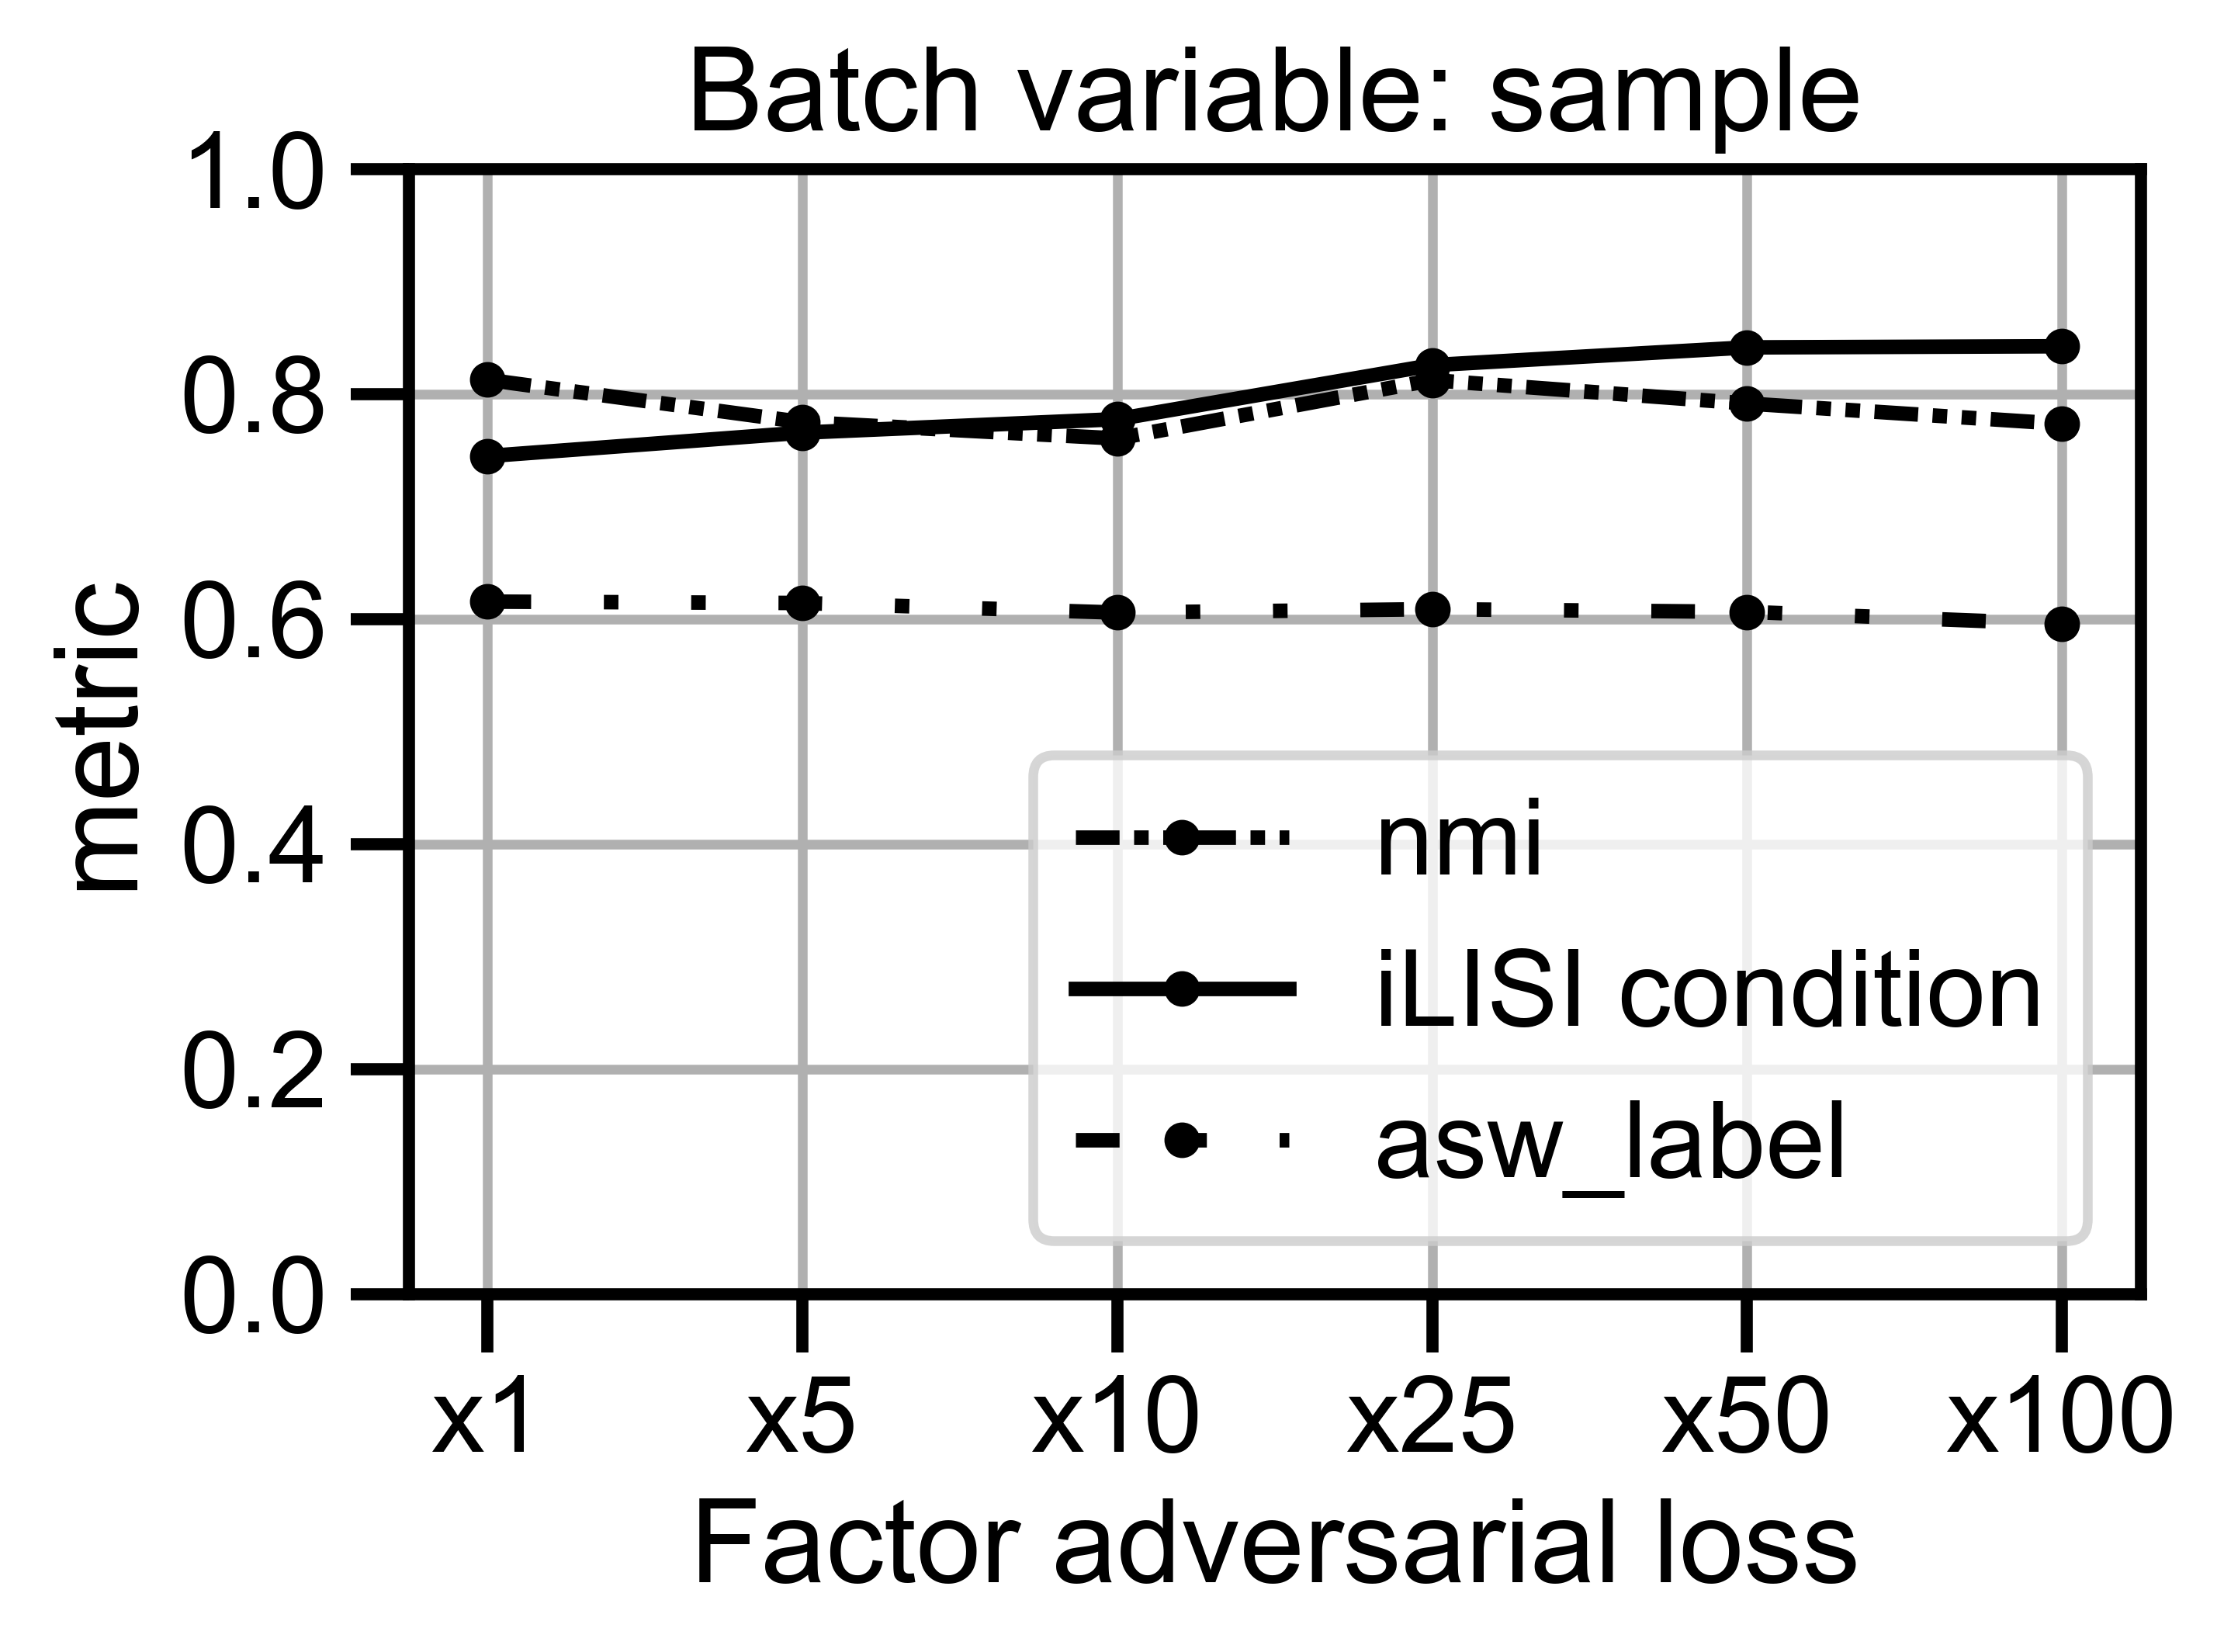 Batch variable: sample
1.0
0.8
0.6
0.4
0.2
0.0
metric
nmi
iLISI condition
asw_label
x1 x5 x10 x25 x50 x100
Factor adversarial loss